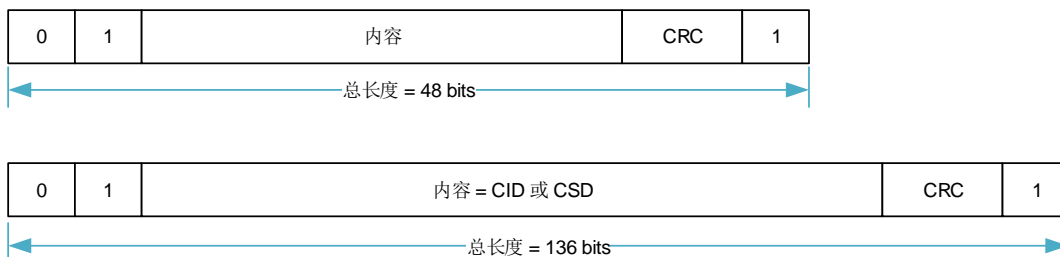 0 1 内容 CRC 1
总长度 = 48 bits
0 1 内容 = CID 或 CSD CRC 1
总长度 = 136 bits